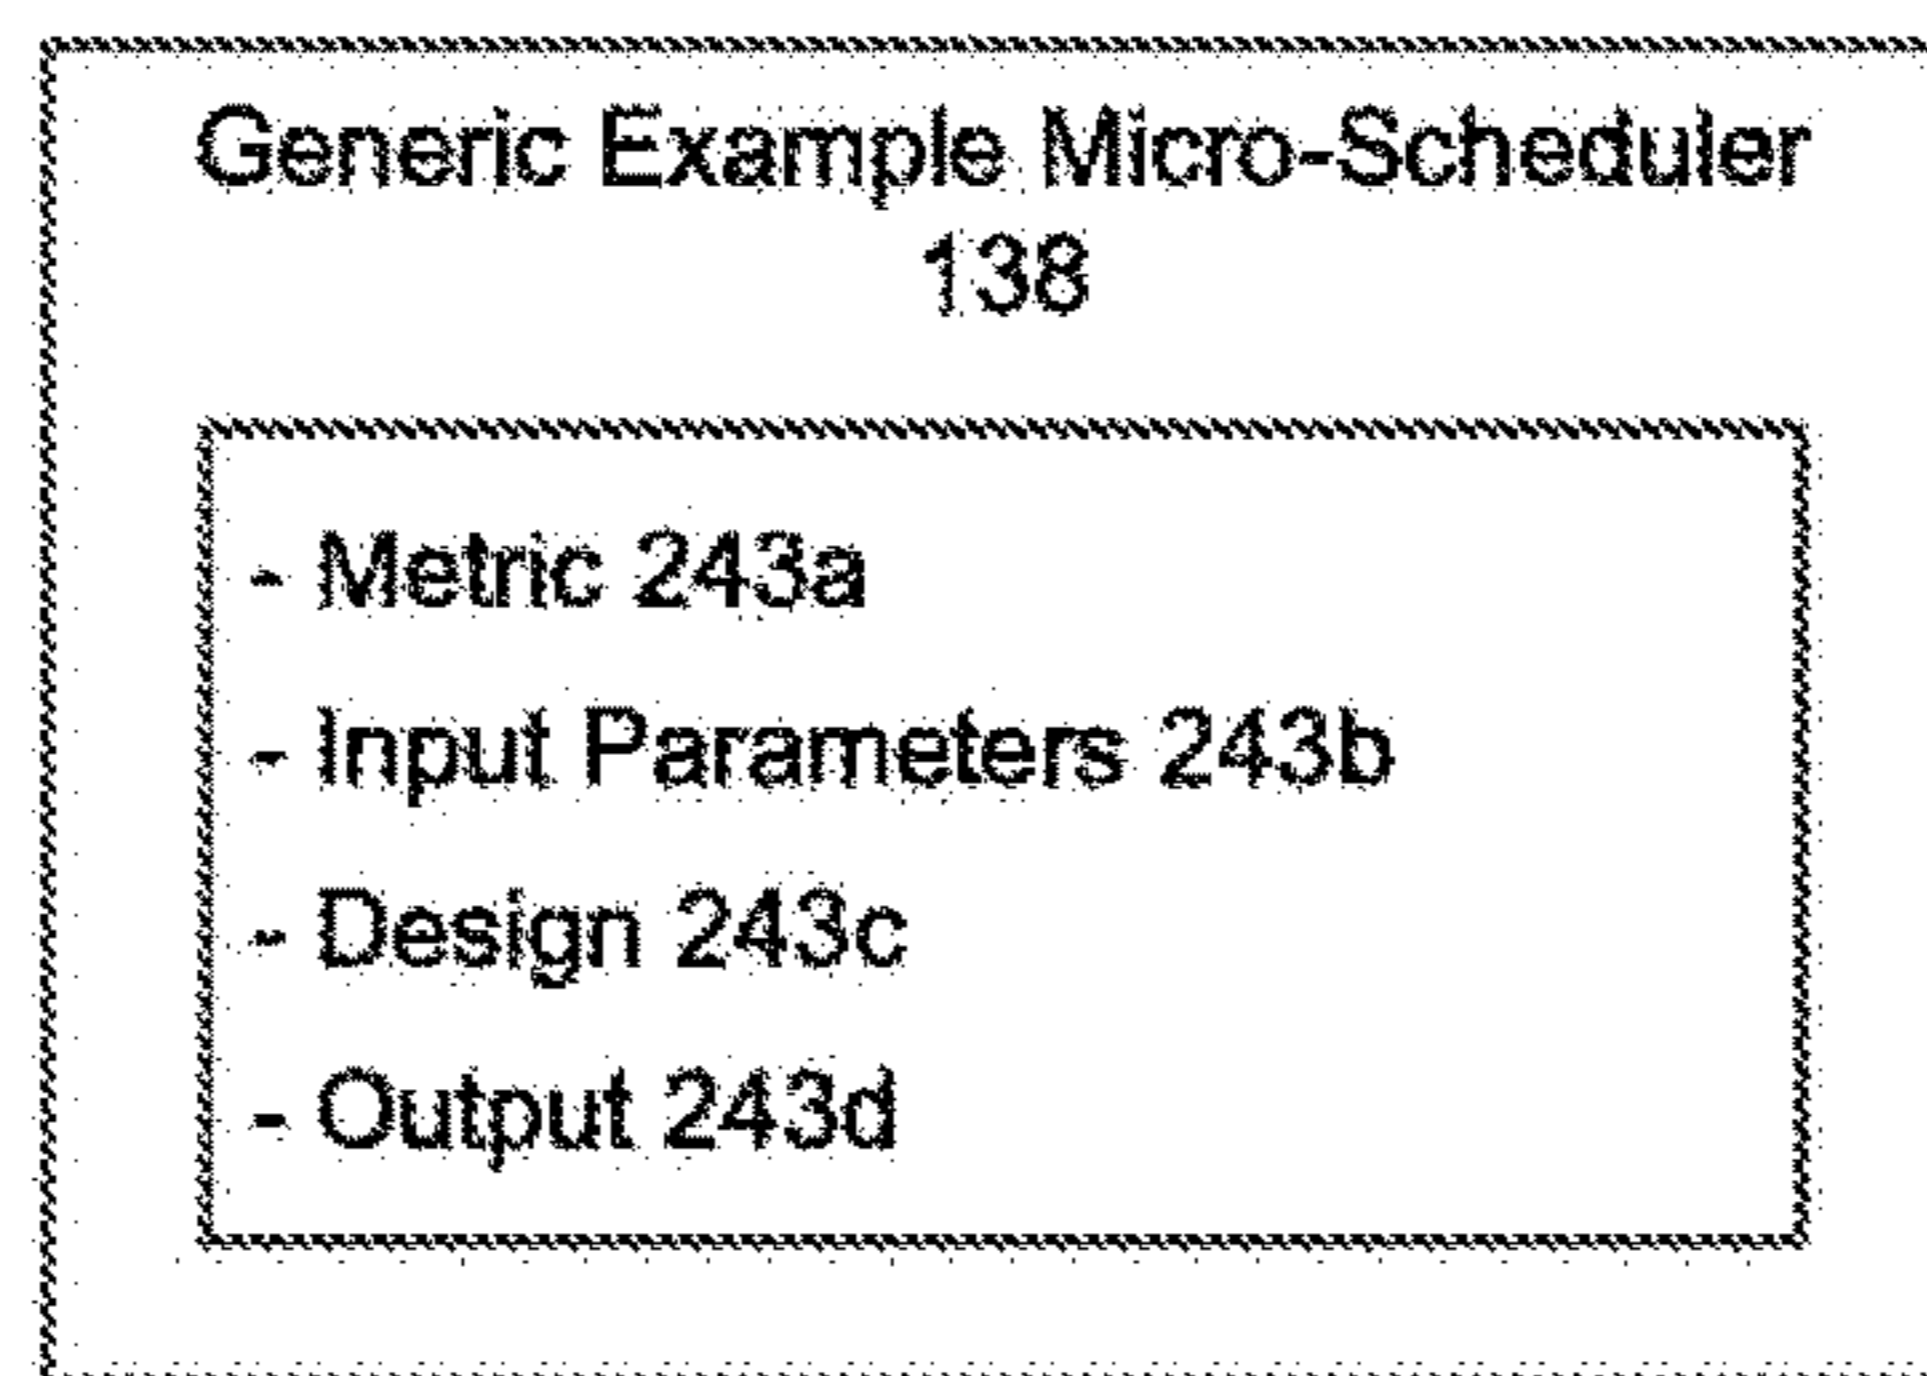 Generic Example Micro-Scheduler
138
- Metric 243a
- Input Parameters 243b
- Design 243c
- Output 243d